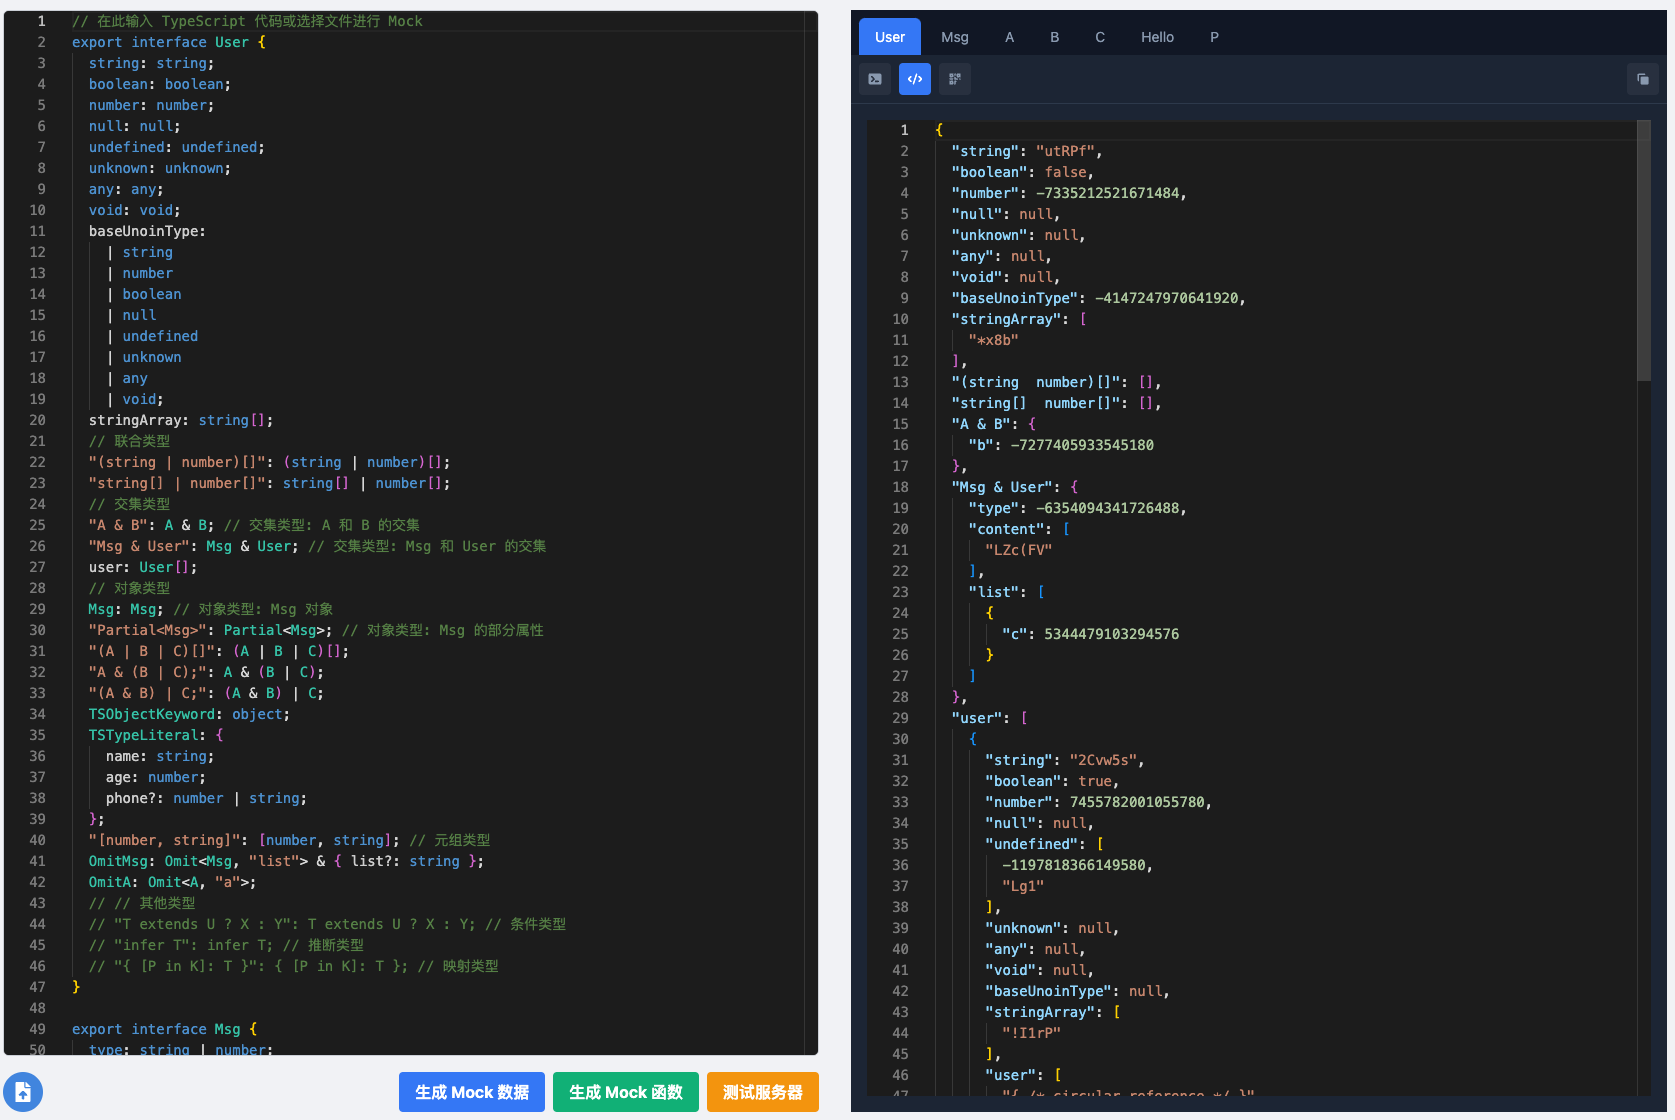 1 // 在此输入 TypeScript 代码或选择文件进行 Mock
2 export interface User {
3 string: string;
4 boolean: boolean;
5 number: number;
6 null: null;
7 undefined: undefined;
8 unknown: unknown;
9 any: any;
10 void: void;
11 baseUnoinType:
12 | string
13 | number
14 | boolean
15 | null
16 | undefined
17 | unknown
18 | any
19 | void;
20 stringArray: string[];
21 // 联合类型
22 "(string | number)[]": (string | number)[];
23 "string[] | number[]": string[] | number[];
24 // 交集类型
25 "A & B": A & B; // 交集类型: A 和 B 的交集
26 "Msg & User": Msg & User; // 交集类型: Msg 和 User 的交集
27 user: User[];
28 // 对象类型
29 Msg: Msg; // 对象类型: Msg 对象
30 "Partial<Msg>": Partial<Msg>; // 对象类型: Msg 的部分属性
31 "(A | B | C)[]": (A | B | C)[];
32 "A & (B | C);": A & (B | C);
33 "(A & B) | C;": (A & B) | C;
34 TSObjectKeyword: object;
35 TSTypeLiteral: {
36 name: string;
37 age: number;
38 phone?: number | string;
39 };
40 "[number, string]": [number, string]; // 元组类型
41 OmitMsg: Omit<Msg, "list"> & { list?: string };
42 OmitA: Omit<A, "a">;
43 // // 其他类型
44 // "T extends U ? X : Y": T extends U ? X : Y; // 条件类型
45 // "infer T": infer T; // 推断类型
46 // "{ [P in K]: T }": { [P in K]: T }; // 映射类型
47 }
48
49 export interface Msg {
50 type: string | number;
生成 Mock 数据
生成 Mock 函数
测试服务器
User Msg A B C Hello P
1 {
2 "string": "utRPf",
3 "boolean": false,
4 "number": -7335212521671484,
5 "null": null,
6 "unknown": null,
7 "any": null,
8 "void": null,
9 "baseUnoinType": -4147247970641920,
10 "stringArray": [
11 "*x8b"
12 ],
13 "(string  number)[]": [],
14 "string[]  number[]": [],
15 "A & B": {
16 "b": -7277405933545180
17 },
18 "Msg & User": {
19 "type": -6354094341726488,
20 "content": [
21 "LZc(FV"
22 ],
23 "list": [
24 {
25 "c": 5344479103294576
26 }
27 ]
28 },
29 "user": [
30 {
31 "string": "2Cvw5s",
32 "boolean": true,
33 "number": 7455782001055780,
34 "null": null,
35 "undefined": [
36 -1197818366149580,
37 "Lg1"
38 ],
39 "unknown": null,
40 "any": null,
41 "void": null,
42 "baseUnoinType": null,
43 "stringArray": [
44 "!I1rP"
45 ],
46 "user": [
47 "{ /* circular reference */ }"